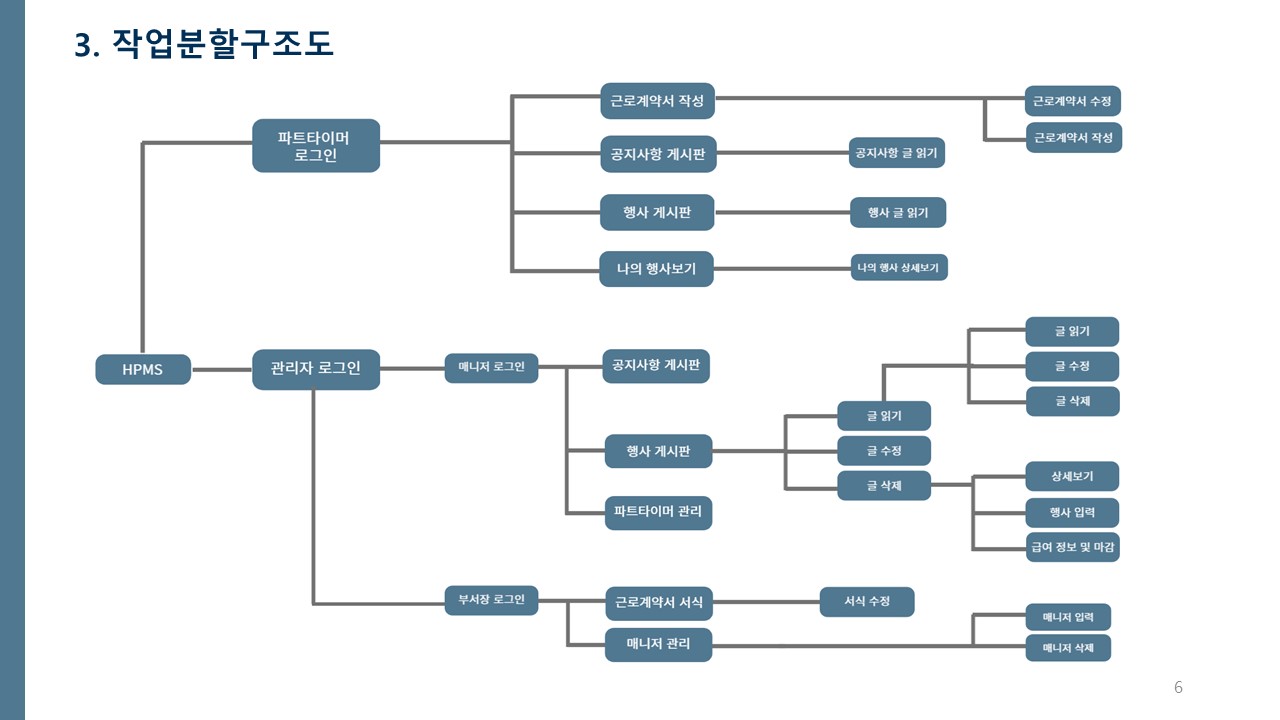 3. 작업분할구조도
파트타이머
로그인
근로계약서 작성
근로계약서 수정
근로계약서 작성
공지사항 게시판
공지사항 글 읽기
행사 게시판
행사 글 읽기
나의 행사보기
나의 행사 상세보기
HPMS
관리자 로그인
매니저 로그인
공지사항 게시판
행사 게시판
파트타이머 관리
글 읽기
글 수정
글 삭제
글 읽기
글 수정
글 삭제
상세보기
행사 입력
급여 정보 및 마감
부서장 로그인
근로계약서 서식
서식 수정
매니저 관리
매니저 입력
매니저 삭제
6